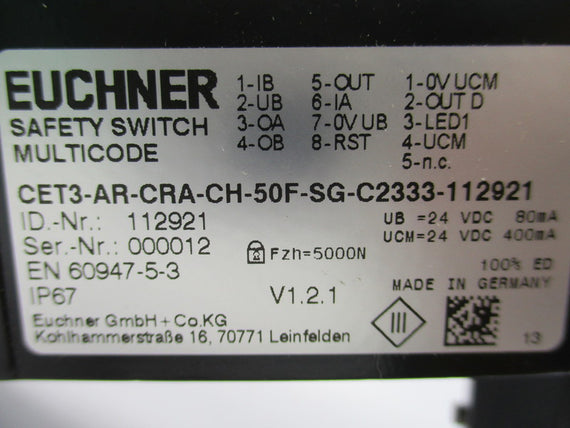 EUCHNER
SAFETY SWITCH
MULTICODE
1-IB 5-OUT 1-0V UCM
2-UB 6-IA 2-OUT D
3-OA 7-0V UB 3-LED1
4-OB 8-RST 4-UCM
5-n.c.
CET3-AR-CRA-CH-50F-SG-C2333-112921
ID.-Nr.: 112921 UB =24 VDC 80mA
Ser.-Nr.: 000012 Fzh=5000N UCM=24 VDC 400mA
EN 60947-5-3 100% ED
IP67 V1.2.1 MADE IN GERMANY
Euchner GmbH+Co.KG
Kohlhammerstraße 16, 70771 Leinfelden
III
13